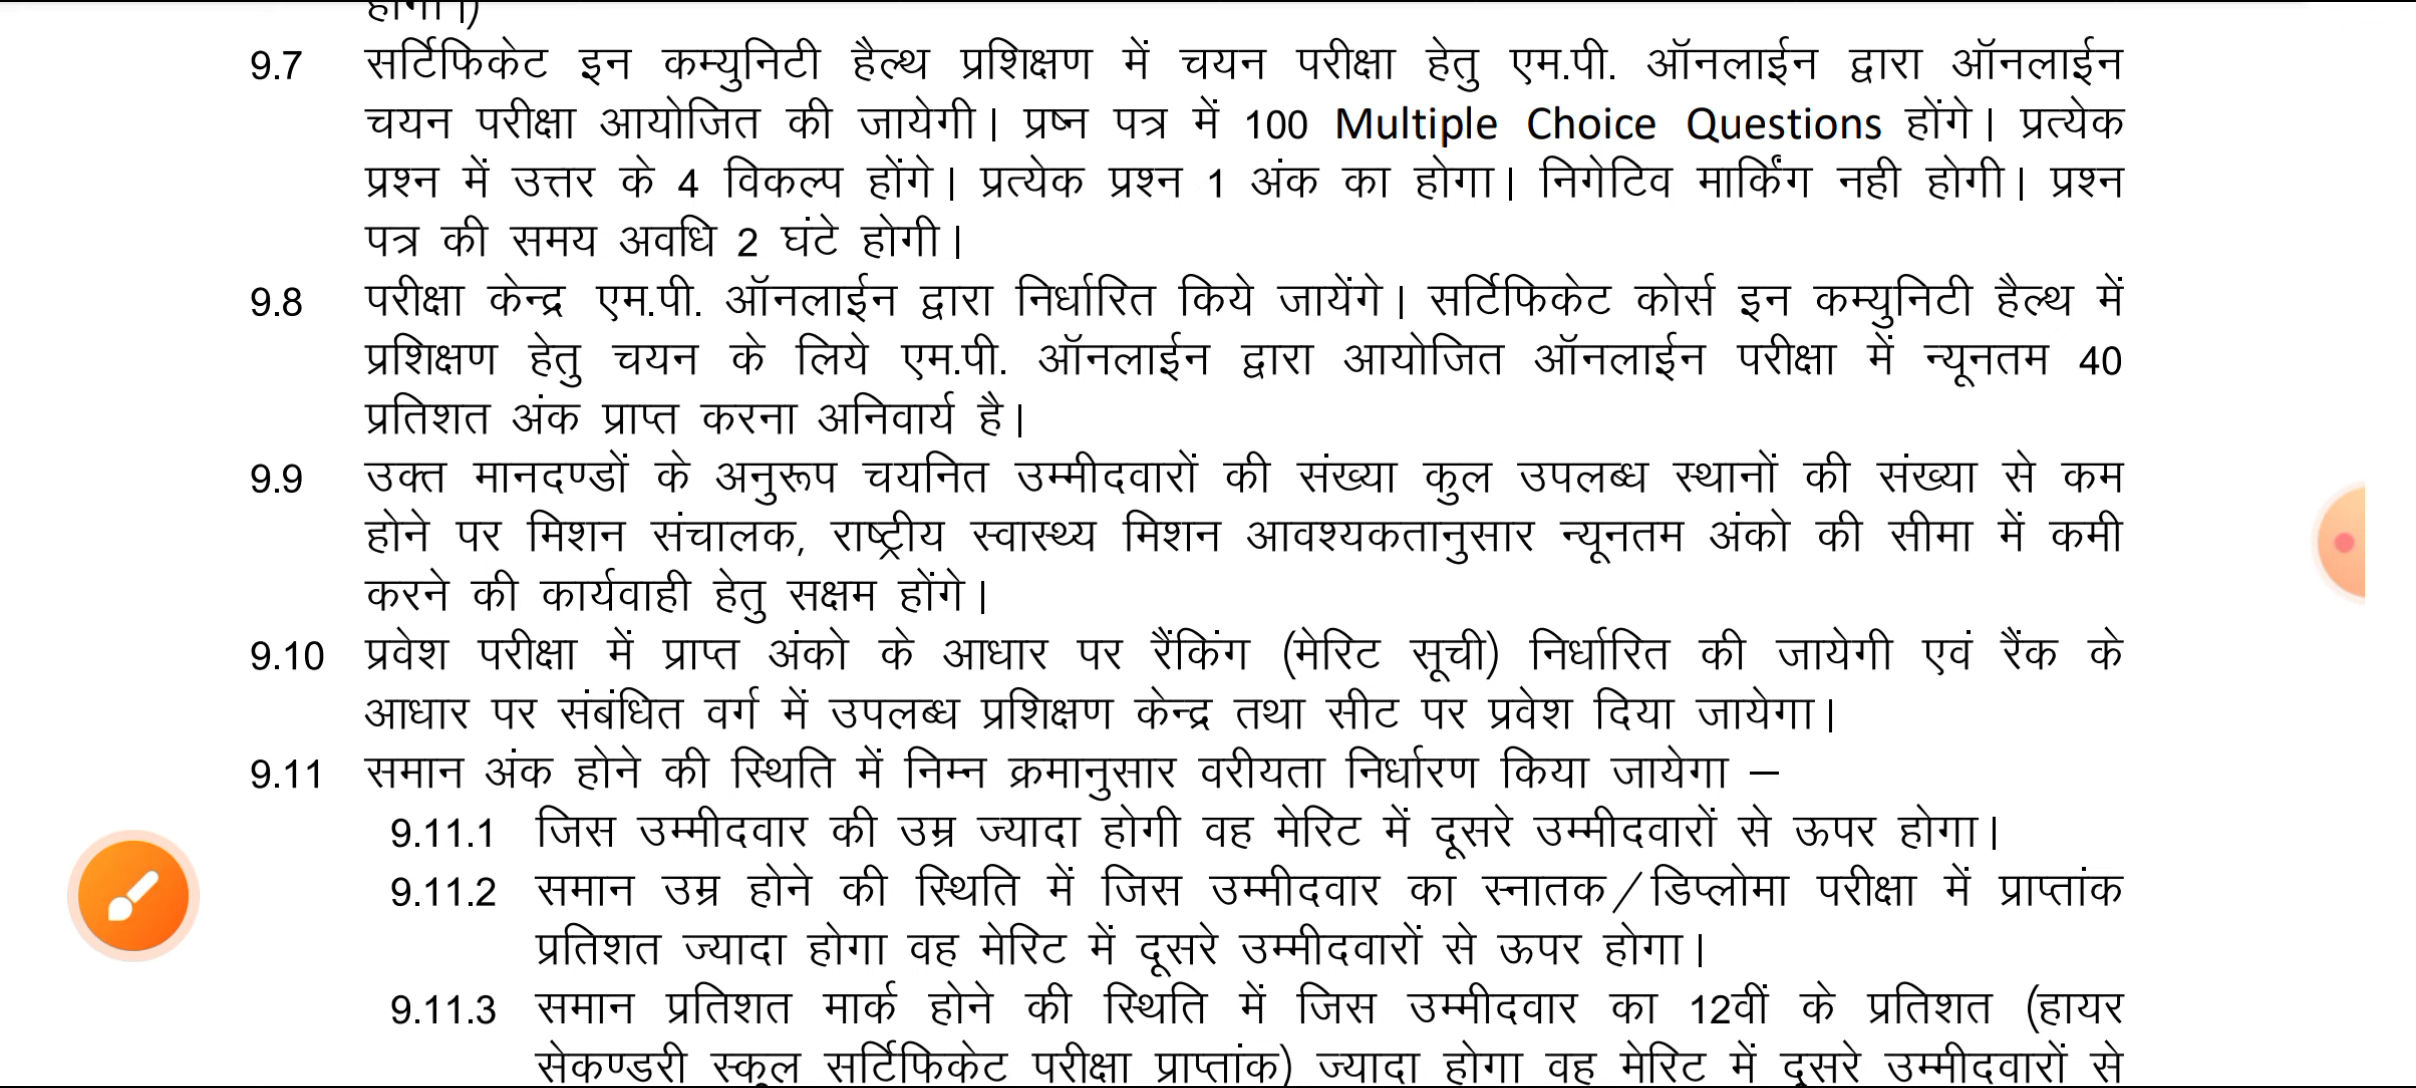 होगी।)
9.7 सर्टिफिकेट इन कम्युनिटी हैल्थ प्रशिक्षण में चयन परीक्षा हेतु एम.पी. ऑनलाईन द्वारा ऑनलाईन
चयन परीक्षा आयोजित की जायेगी। प्रष्न पत्र में 100 Multiple Choice Questions होंगे। प्रत्येक
प्रश्न में उत्तर के 4 विकल्प होंगे। प्रत्येक प्रश्न 1 अंक का होगा। निगेटिव मार्किंग नही होगी। प्रश्न
पत्र की समय अवधि 2 घंटे होगी।
9.8 परीक्षा केन्द्र एम.पी. ऑनलाईन द्वारा निर्धारित किये जायेंगे। सर्टिफिकेट कोर्स इन कम्युनिटी हैल्थ में
प्रशिक्षण हेतु चयन के लिये एम.पी. ऑनलाईन द्वारा आयोजित ऑनलाईन परीक्षा में न्यूनतम 40
प्रतिशत अंक प्राप्त करना अनिवार्य है।
9.9 उक्त मानदण्डों के अनुरूप चयनित उम्मीदवारों की संख्या कुल उपलब्ध स्थानों की संख्या से कम
होने पर मिशन संचालक, राष्ट्रीय स्वास्थ्य मिशन आवश्यकतानुसार न्यूनतम अंको की सीमा में कमी
करने की कार्यवाही हेतु सक्षम होंगे।
9.10 प्रवेश परीक्षा में प्राप्त अंको के आधार पर रैंकिंग (मेरिट सूची) निर्धारित की जायेगी एवं रैंक के
आधार पर संबंधित वर्ग में उपलब्ध प्रशिक्षण केन्द्र तथा सीट पर प्रवेश दिया जायेगा।
9.11 समान अंक होने की स्थिति में निम्न क्रमानुसार वरीयता निर्धारण किया जायेगा –
9.11.1 जिस उम्मीदवार की उम्र ज्यादा होगी वह मेरिट में दूसरे उम्मीदवारों से ऊपर होगा।
9.11.2 समान उम्र होने की स्थिति में जिस उम्मीदवार का स्नातक/डिप्लोमा परीक्षा में प्राप्तांक
प्रतिशत ज्यादा होगा वह मेरिट में दूसरे उम्मीदवारों से ऊपर होगा।
9.11.3 समान प्रतिशत मार्क होने की स्थिति में जिस उम्मीदवार का 12वीं के प्रतिशत (हायर
सेकण्डरी स्कूल सर्टिफिकेट परीक्षा प्राप्तांक) ज्यादा होगा वह मेरिट में दूसरे उम्मीदवारों से